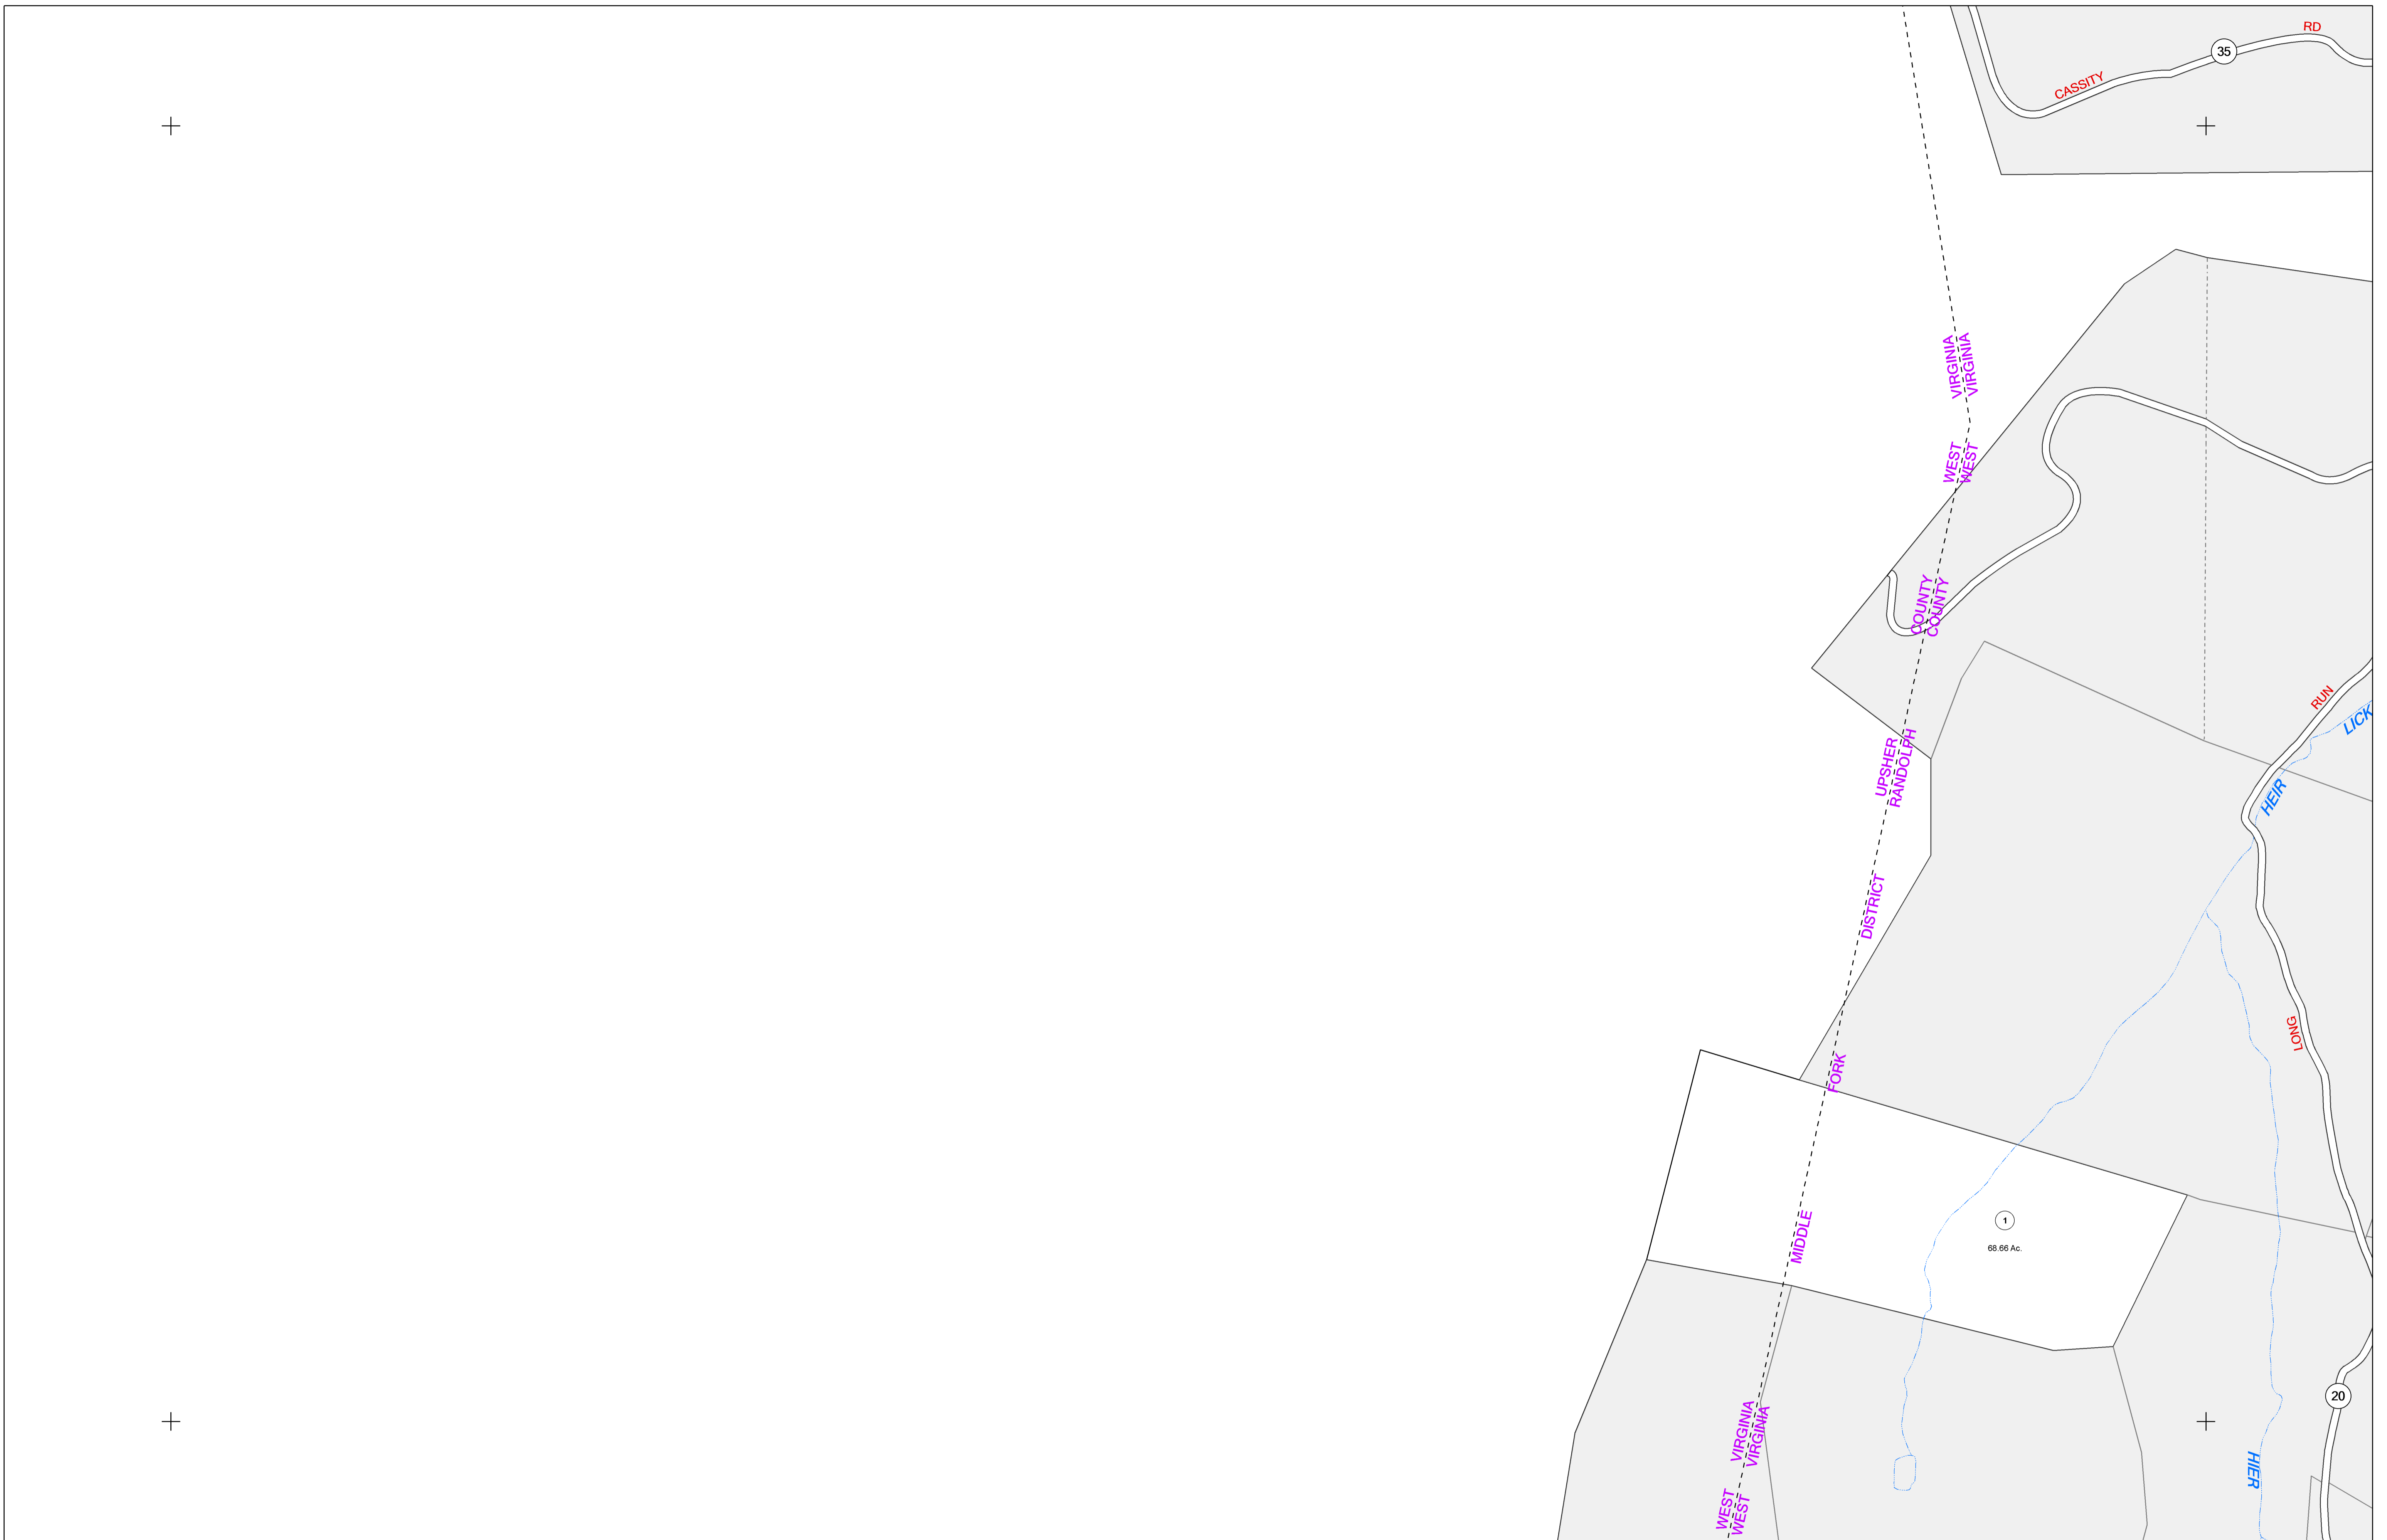 RD
35
CASSITY
VIRGINIA
VIRGINIA
WEST
WEST
COUNTY
COUNTY
RUN
LICK
UPSHER
RANDOLPH
HEIR
DISTRICT
LONG
FORK
MIDDLE
1
68.66 Ac.
20
VIRGINIA
VIRGINIA
HIER
WEST
WEST